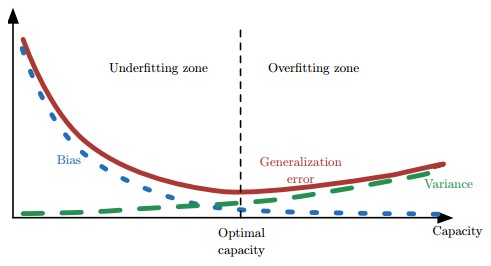 Underfitting zone
Overfitting zone
Bias
Generalization
error
Variance
Optimal
capacity
Capacity